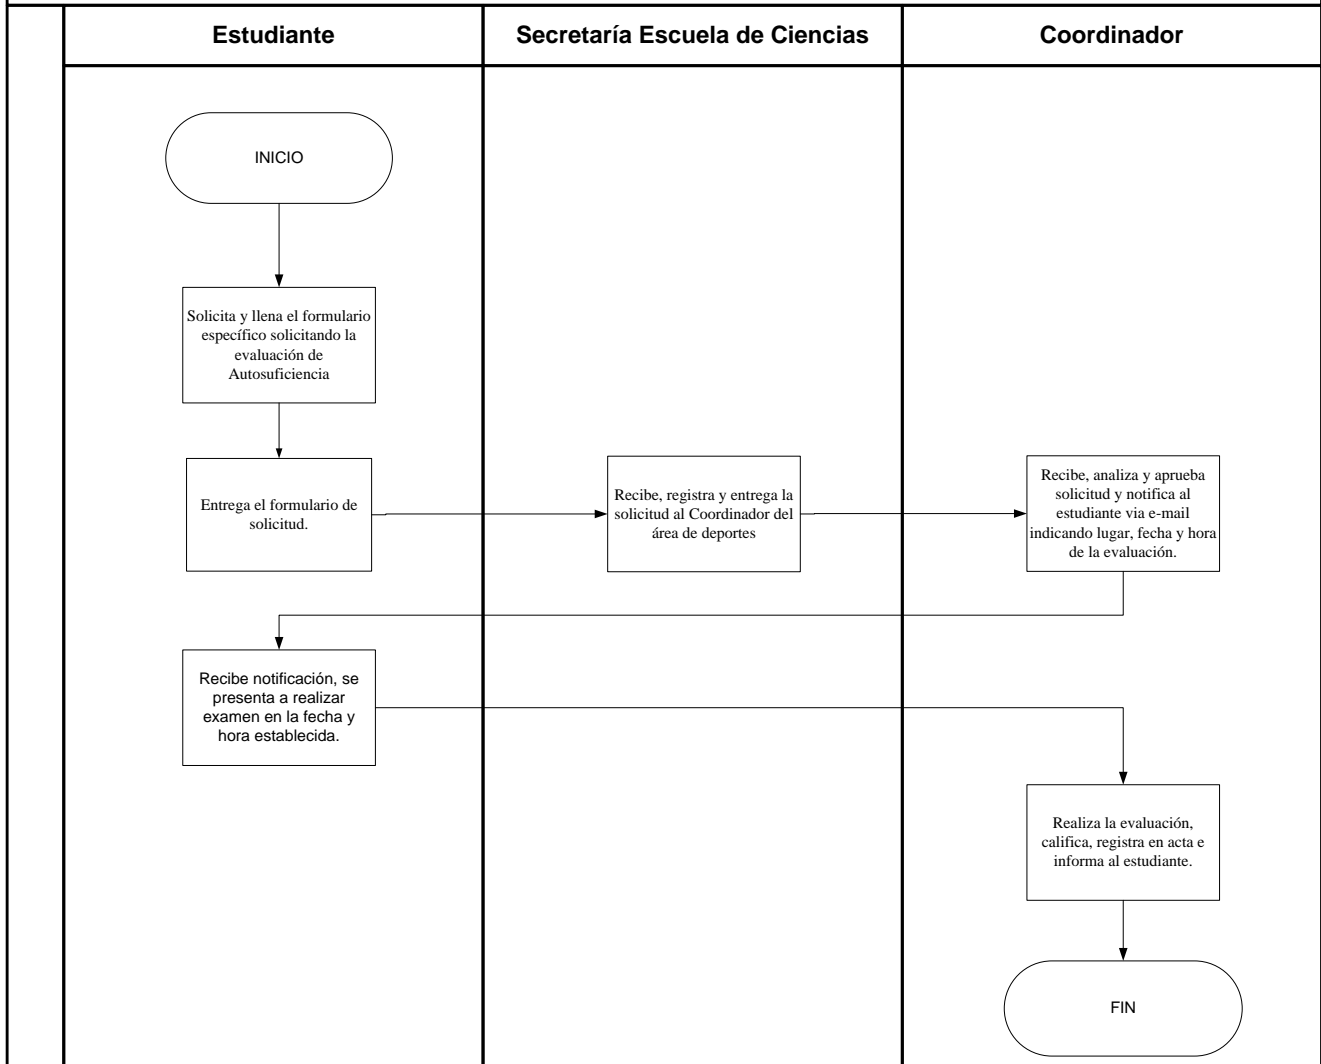 Estudiante
Secretaría Escuela de Ciencias
Coordinador
INICIO
Solicita y llena el formulario
específico solicitando la
evaluación de
Autosuficiencia
Entrega el formulario de
solicitud.
Recibe, registra y entrega la
solicitud al Coordinador del
área de deportes
Recibe, analiza y aprueba
solicitud y notifica al
estudiante via e-mail
indicando lugar, fecha y hora
de la evaluación.
Recibe notificación, se
presenta a realizar
examen en la fecha y
hora establecida.
Realiza la evaluación,
califica, registra en acta e
informa al estudiante.
FIN